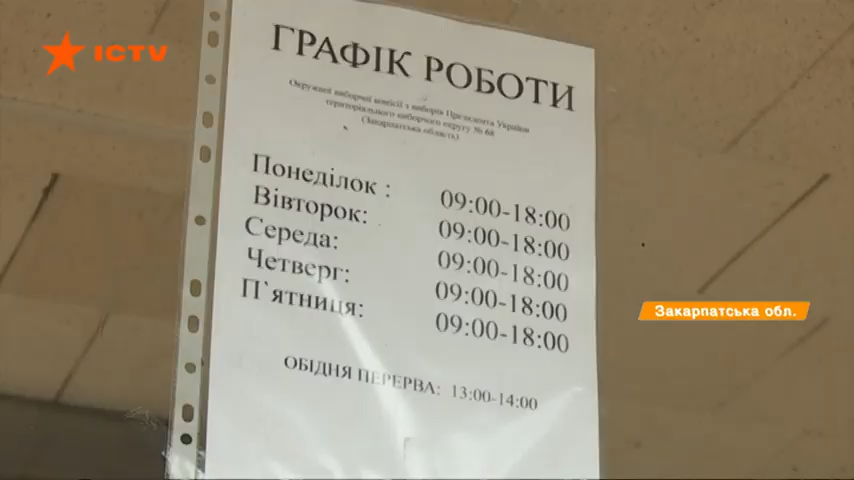 ICTV
ГРАФІК РОБОТИ
Окружної виборчої комісії з виборів Президента України
територіального виборчого округу № 68
(Закарпатська область)
Понеділок : 09:00-18:00
Вівторок: 09:00-18:00
Середа: 09:00-18:00
Четверг: 09:00-18:00
П`ятниця: 09:00-18:00
ОБІДНЯ ПЕРЕРВА: 13:00-14:00
Закарпатська обл.